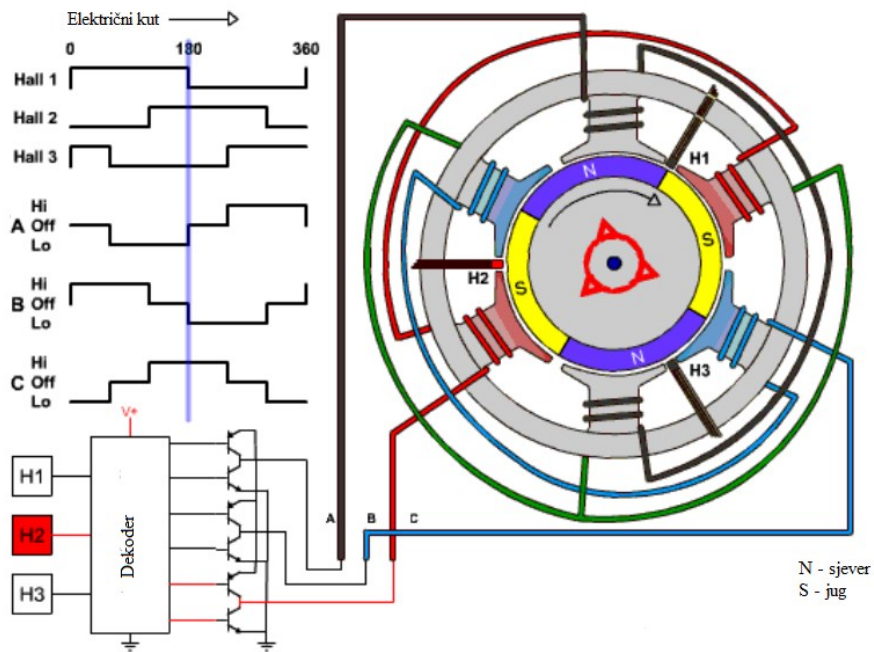 Električni kut
0 180 360
Hall 1
Hall 2
Hall 3
Hi
A Off
Lo
Hi
B Off
Lo
Hi
C Off
Lo
V+
H1
H2
H3
Dekoder
A B C
N
S
S
N
H1
H2
H3
N - sjever
S - jug